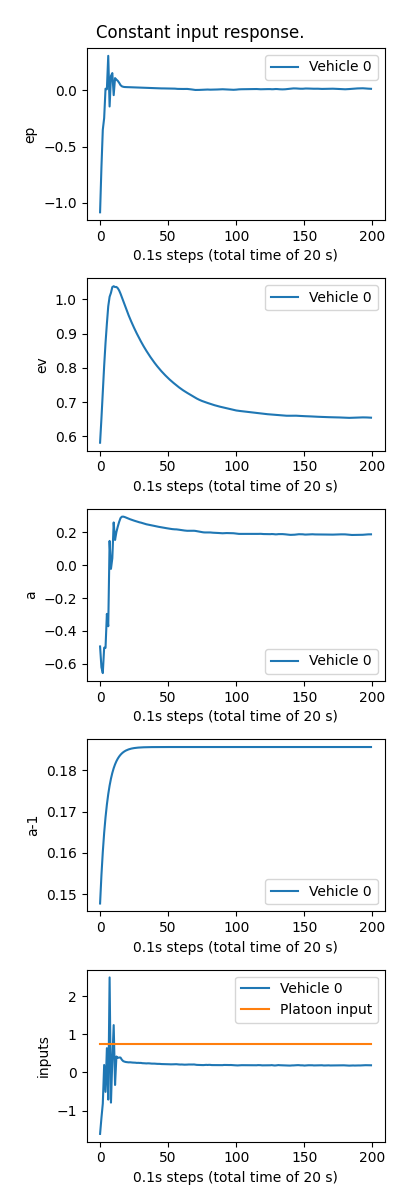 Constant input response.
Vehicle 0
0.0
−0.5
−1.0
ep
0 50 100 150 200
0.1s steps (total time of 20 s)
Vehicle 0
1.0
0.9
0.8
0.7
0.6
ev
0 50 100 150 200
0.1s steps (total time of 20 s)
0.2
0.0
−0.2
−0.4
−0.6
a
Vehicle 0
0 50 100 150 200
0.1s steps (total time of 20 s)
0.18
0.17
0.16
0.15
a-1
Vehicle 0
0 50 100 150 200
0.1s steps (total time of 20 s)
Vehicle 0
Platoon input
2
1
0
−1
inputs
0 50 100 150 200
0.1s steps (total time of 20 s)